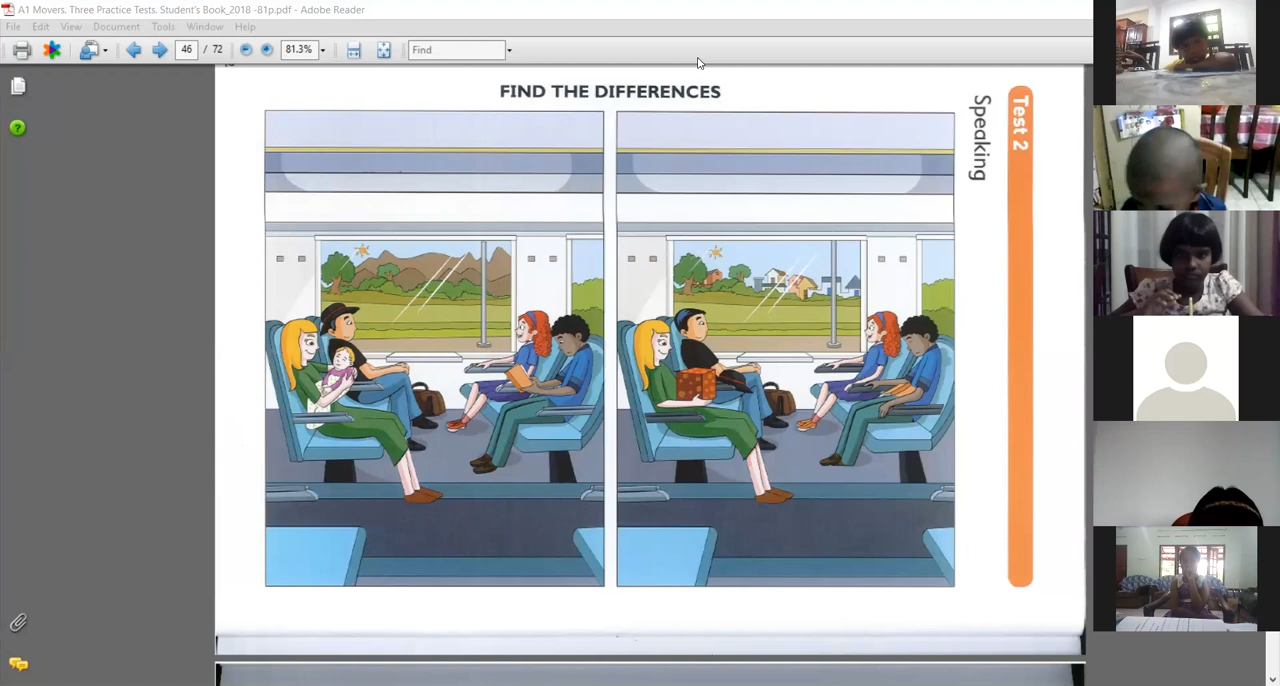 A1 Movers. Three Practice Tests. Student's Book_2018 -81p.pdf - Adobe Reader
File Edit View Document Tools Window Help
46 / 72 81.3% Find
FIND THE DIFFERENCES
Test 2
Speaking